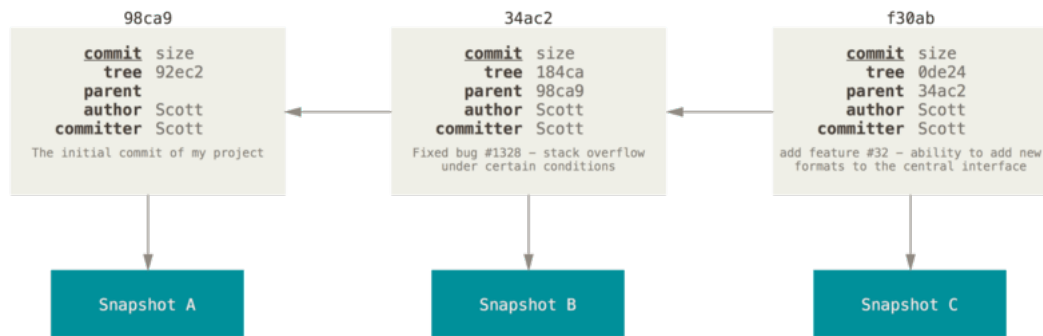 98ca9
commit size
tree 92ec2
parent
author Scott
committer Scott
The initial commit of my project
Snapshot A
34ac2
commit size
tree 184ca
parent 98ca9
author Scott
committer Scott
Fixed bug #1328 – stack overflow
under certain conditions
Snapshot B
f30ab
commit size
tree 0de24
parent 34ac2
author Scott
committer Scott
add feature #32 – ability to add new
formats to the central interface
Snapshot C